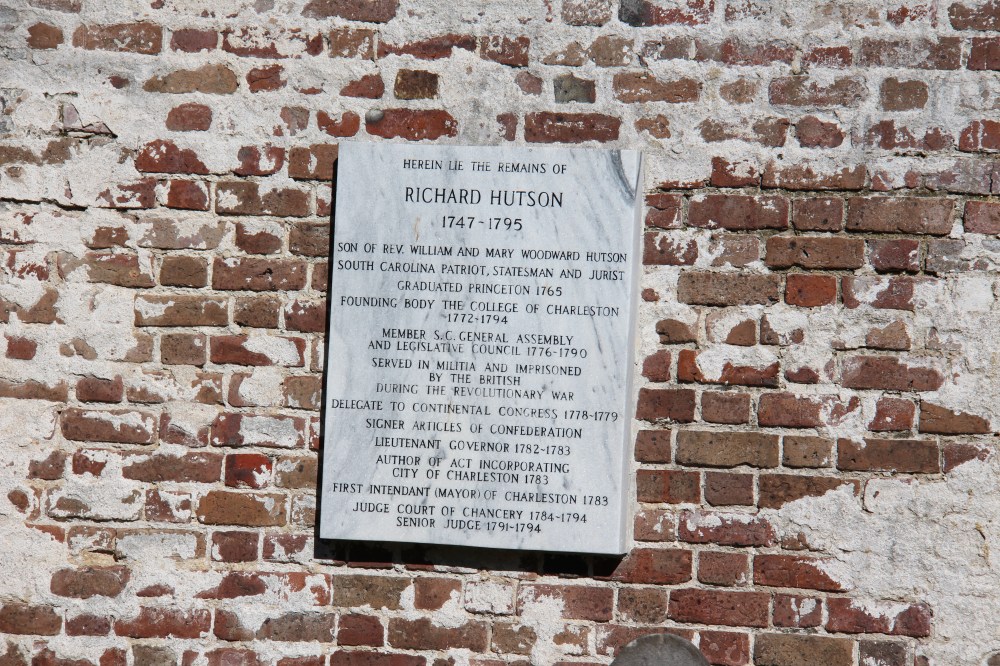 HEREIN LIE THE REMAINS OF
RICHARD HUTSON
1747-1795
SON OF REV. WILLIAM AND MARY WOODWARD HUTSON
SOUTH CAROLINA PATRIOT, STATESMAN AND JURIST
GRADUATED PRINCETON 1765
FOUNDING BODY THE COLLEGE OF CHARLESTON
1772-1794
MEMBER S.C. GENERAL ASSEMBLY
AND LEGISLATIVE COUNCIL 1776-1790
SERVED IN MILITIA AND IMPRISONED
BY THE BRITISH
DURING THE REVOLUTIONARY WAR
DELEGATE TO CONTINENTAL CONGRESS 1778-1779
SIGNER ARTICLES OF CONFEDERATION
LIEUTENANT GOVERNOR 1782-1783
AUTHOR OF ACT INCORPORATING
CITY OF CHARLESTON 1783
FIRST INTENDANT (MAYOR) OF CHARLESTON 1783
JUDGE COURT OF CHANCERY 1784-1794
SENIOR JUDGE 1791-1794